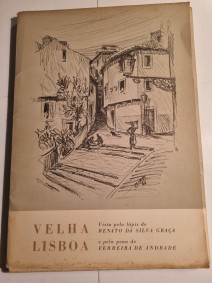 VELHA
LISBOA
Vista pelo lápis de
RENATO DA SILVA GRAÇA
e pela pena de
FERREIRA DE ANDRADE